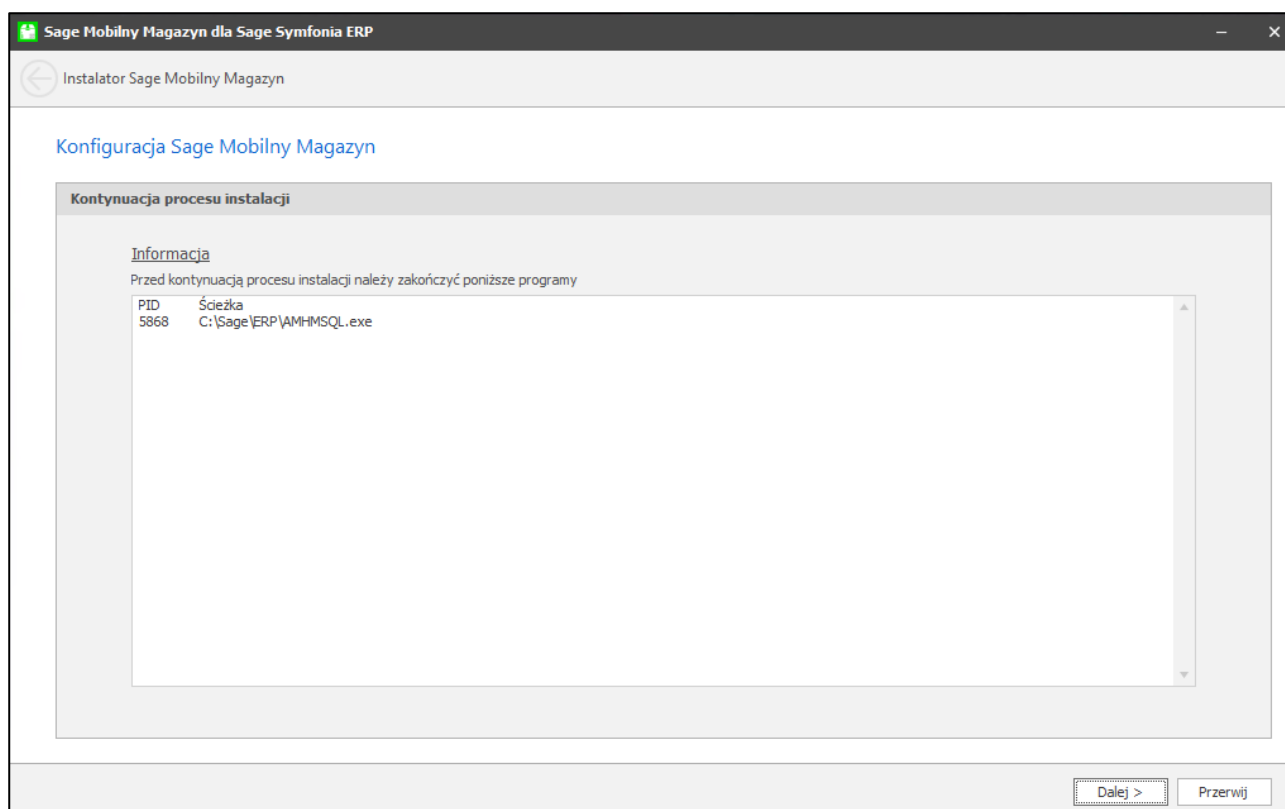 Sage Mobilny Magazyn dla Sage Symfonia ERP
Instalator Sage Mobilny Magazyn
Konfiguracja Sage Mobilny Magazyn
Kontynuacja procesu instalacji
Informacja
Przed kontynuacją procesu instalacji należy zakończyć poniższe programy
PID Ścieżka
5868 C:\Sage\ERP\AMHMSQL.exe
Dalej > Przerwij